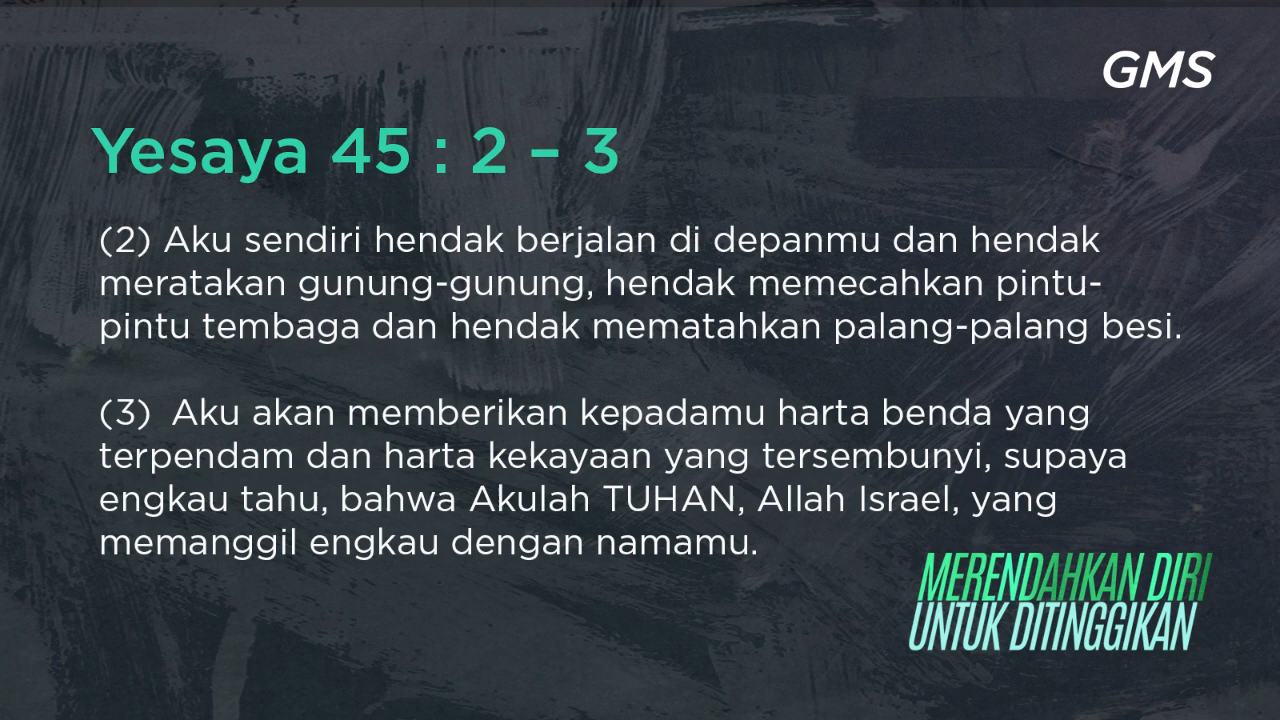 GMS
Yesaya 45 : 2 – 3
(2) Aku sendiri hendak berjalan di depanmu dan hendak
meratakan gunung-gunung, hendak memecahkan pintu-
pintu tembaga dan hendak mematahkan palang-palang besi.
(3)  Aku akan memberikan kepadamu harta benda yang
terpendam dan harta kekayaan yang tersembunyi, supaya
engkau tahu, bahwa Akulah TUHAN, Allah Israel, yang
memanggil engkau dengan namamu.
MERENDAHKAN DIRI
UNTUK DITINGGIKAN